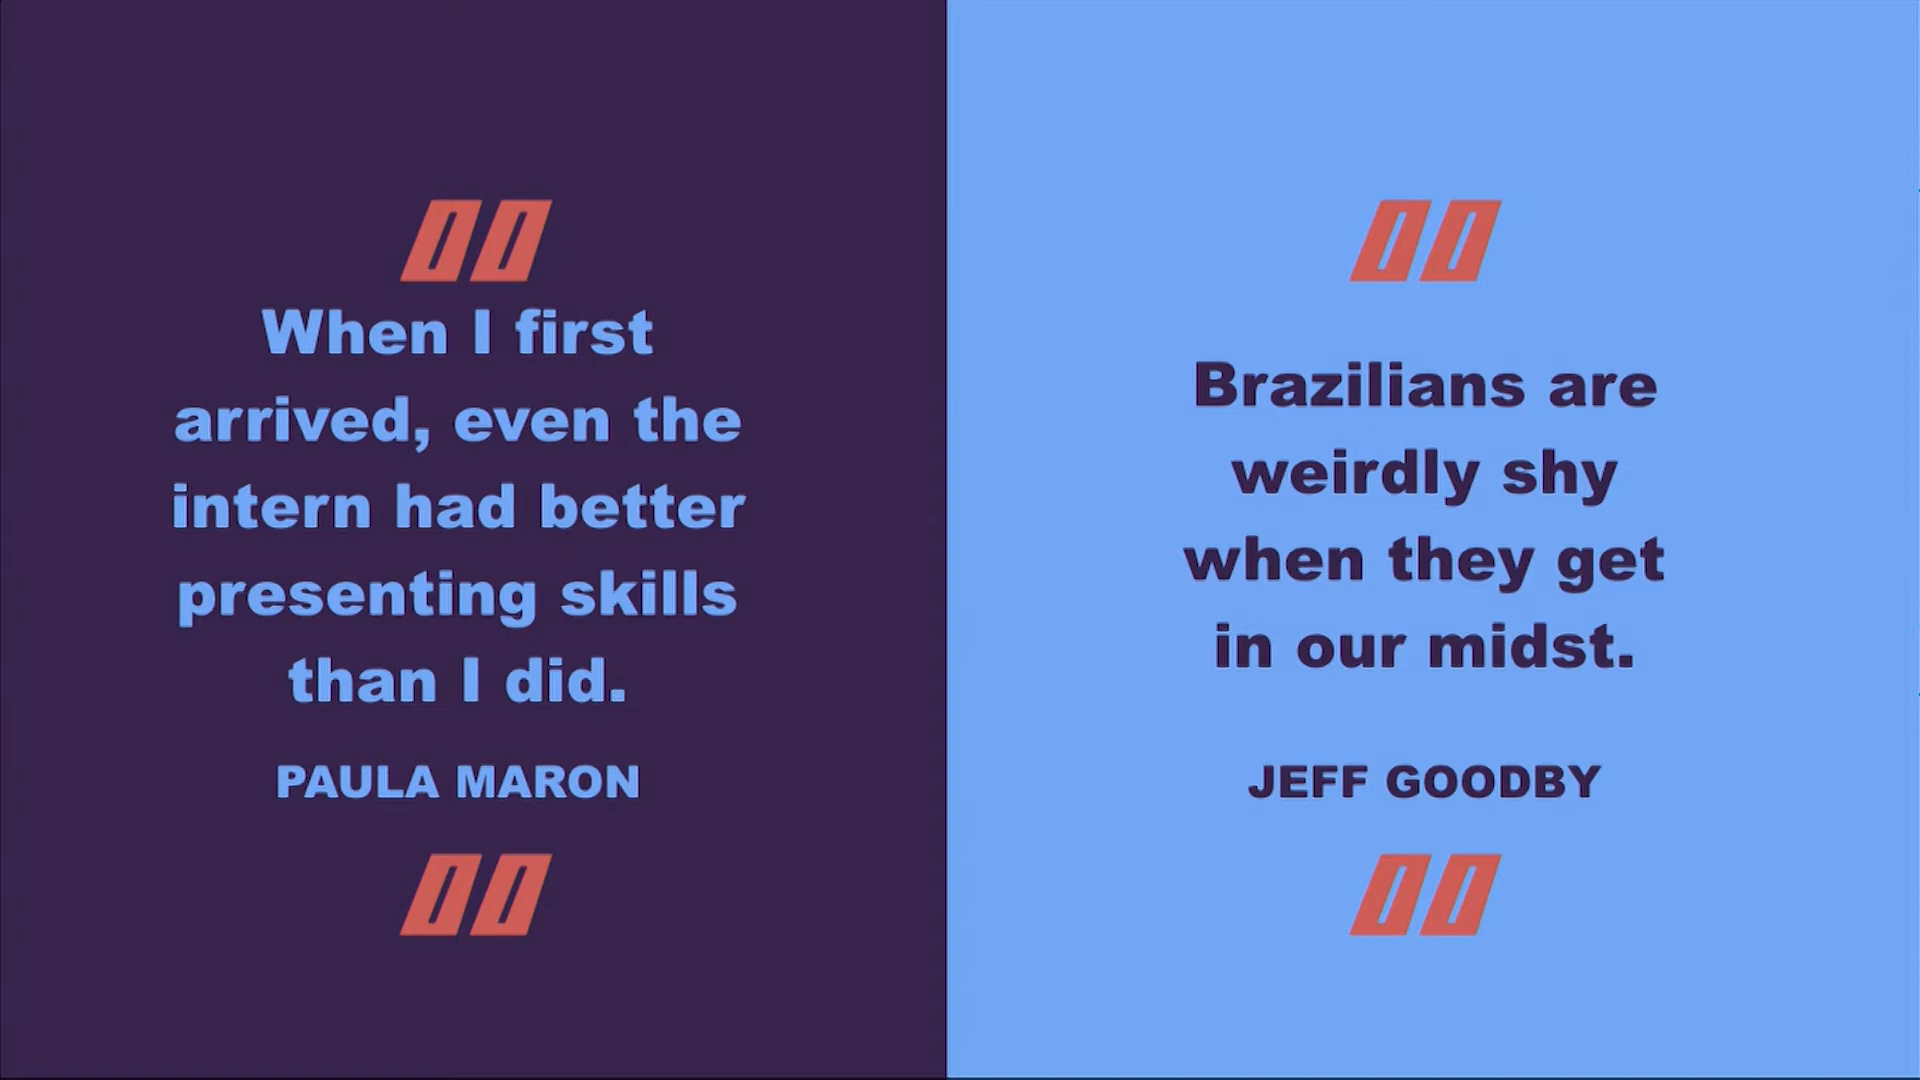 When I first
arrived, even the
intern had better
presenting skills
than I did.
PAULA MARON
Brazilians are
weirdly shy
when they get
in our midst.
JEFF GOODBY